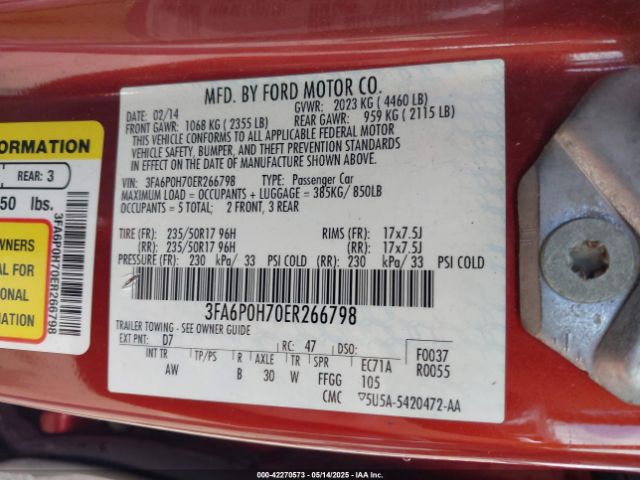 MFD. BY FORD MOTOR CO.
DATE: 02/14 GVWR: 2023 KG ( 4460 LB)
FRONT GAWR: 1068 KG ( 2355 LB) REAR GAWR: 959 KG ( 2115 LB)
THIS VEHICLE CONFORMS TO ALL APPLICABLE FEDERAL MOTOR
VEHICLE SAFETY, BUMPER, AND THEFT PREVENTION STANDARDS
IN EFFECT ON THE DATE OF MANUFACTURE SHOWN ABOVE.
VIN: 3FA6P0H70ER266798 TYPE: Passenger Car
MAXIMUM LOAD = OCCUPANTS + LUGGAGE = 385KG/ 850LB
OCCUPANTS = 5 TOTAL; 2 FRONT, 3 REAR
TIRE (FR): 235/50R17 96H RIMS (FR): 17x7.5J
(RR): 235/50R17 96H (RR): 17x7.5J
PRESSURE (FR): 230 kPa/ 33 PSI COLD (RR): 230 kPa/ 33 PSI COLD
3FA6P0H70ER266798
TRAILER TOWING - SEE OWNER GUIDE
EXT PNT: D7 RC: 47 DSO: F0037
INT TR TP/PS R AXLE TR SPR EC71A R0055
AW B 30 W FFGG 105
CMC 5U5A-5420472-AA
FORMATION
REAR: 3
50 lbs.
WNERS
AL FOR
ONAL
ATION
3FA6P0H70ER266798
000-42270573 - 05/14/2025 - IAA Inc.